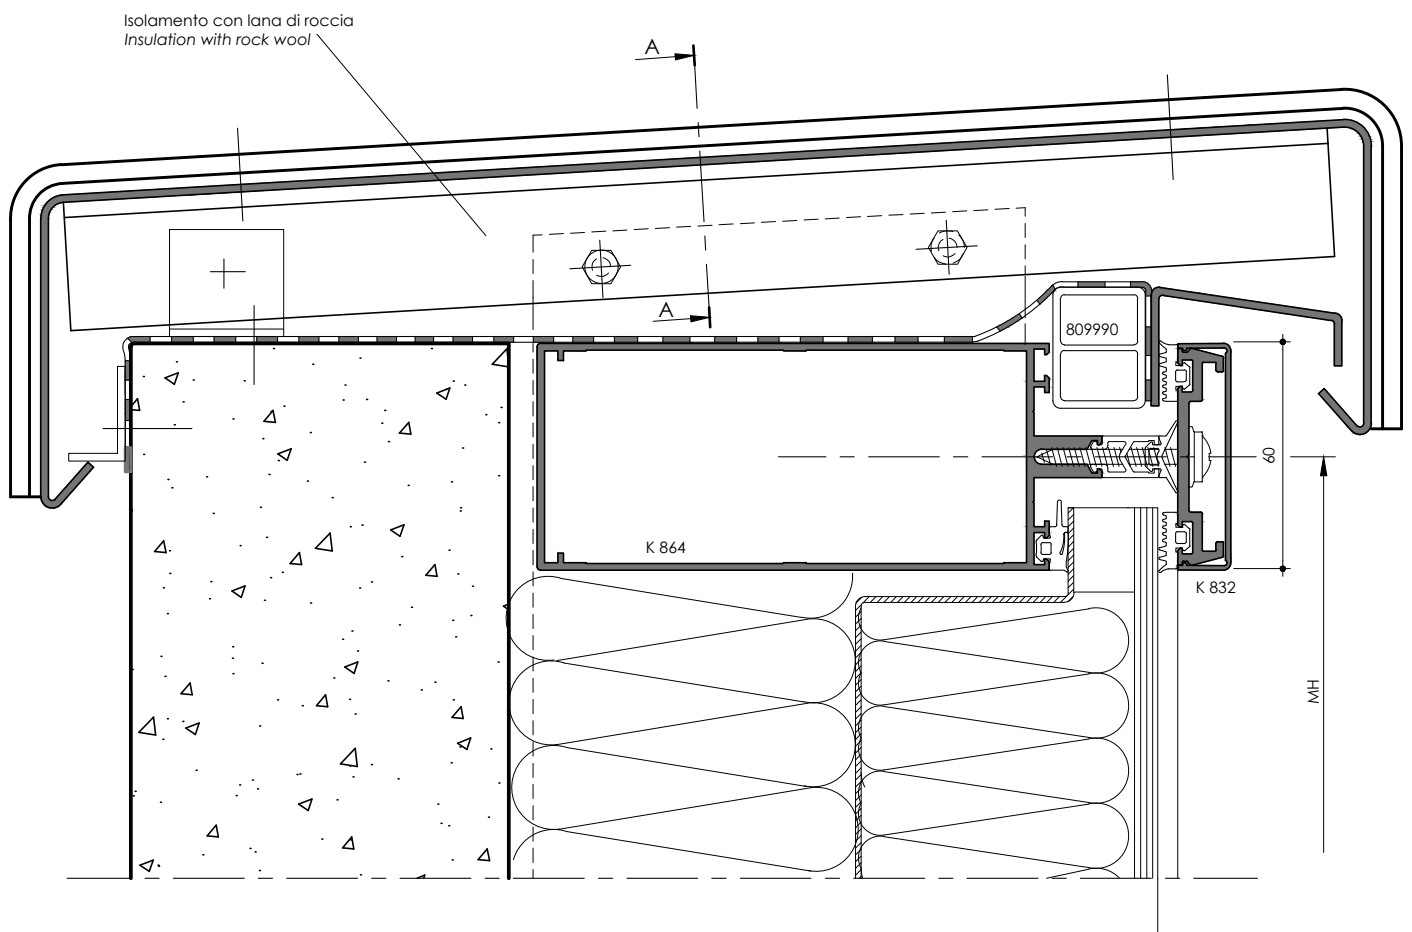 Isolamento con lana di roccia
Insulation with rock wool
A
A
809990
60
K 864
K 832
MH